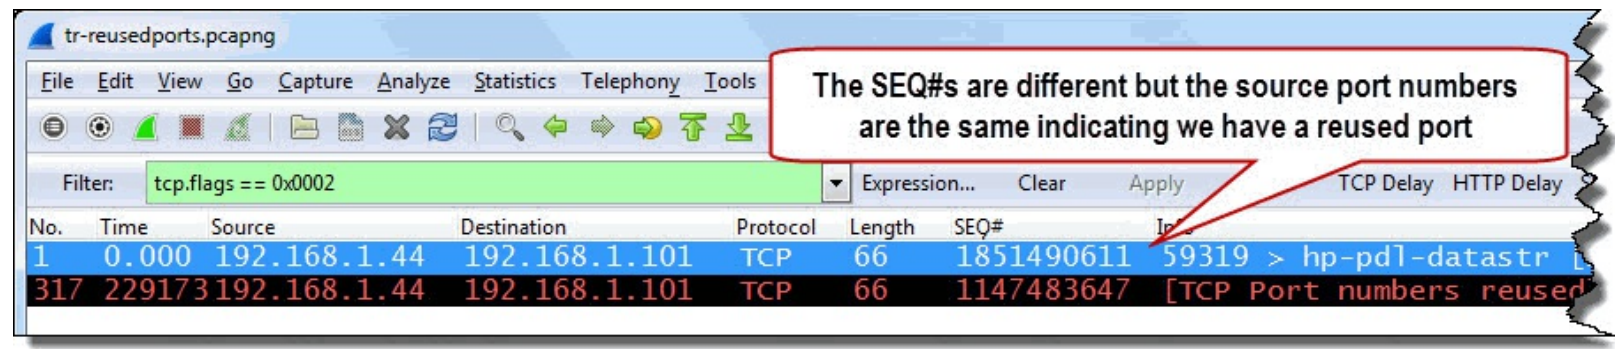 tr-reusedports.pcapng
The SEQ#s are different but the source port numbers
are the same indicating we have a reused port
File Edit View Go Capture Analyze Statistics Telephony Tools
Filter: tcp.flags == 0x0002 Expression... Clear Apply TCP Delay HTTP Delay
No. Time Source Destination Protocol Length SEQ#
1 0.000 192.168.1.44 192.168.1.101 TCP 66 1851490611 59319 > hp-pdl-datastr [
317 229173 192.168.1.44 192.168.1.101 TCP 66 1147483647 [TCP Port numbers reused